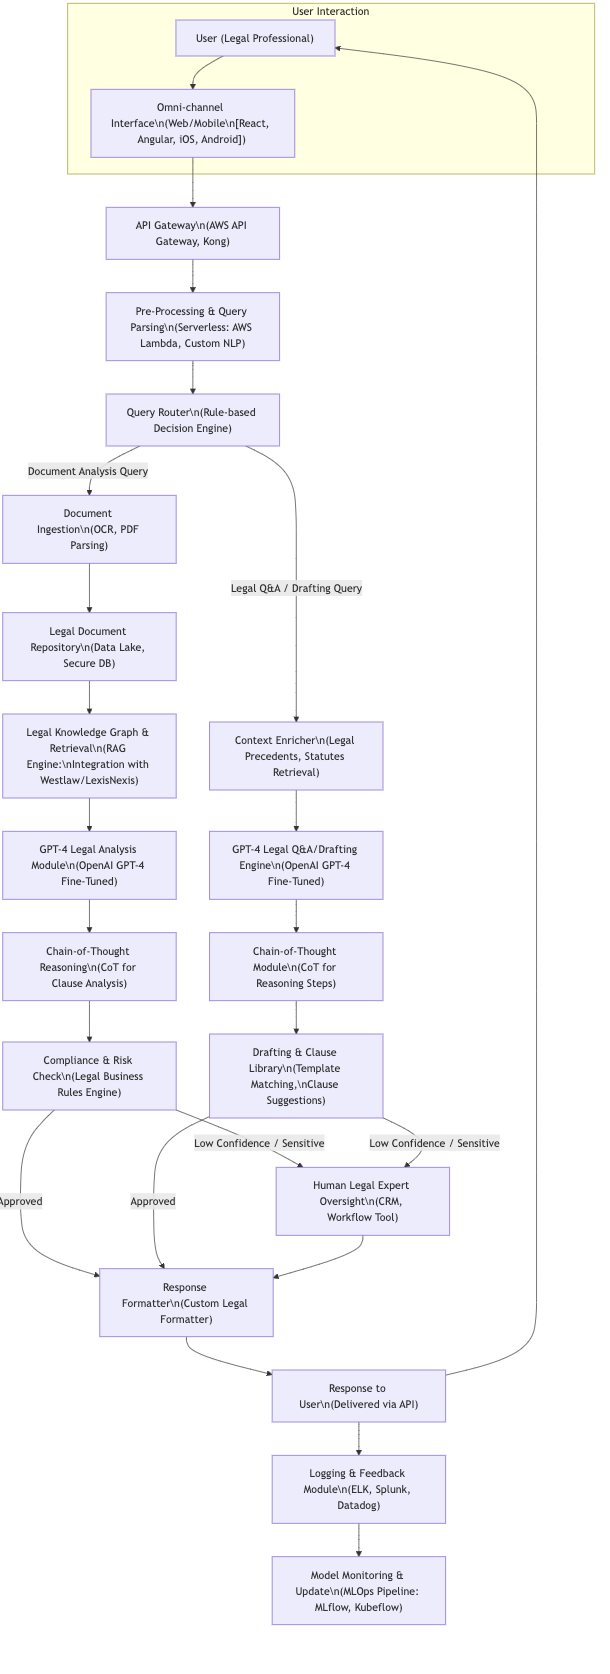 User Interaction
User (Legal Professional)
Omni-channel
Interface\n(Web/Mobile\n[React,
Angular, iOS, Android])
API Gateway\n(AWS API
Gateway, Kong)
Pre-Processing & Query
Parsing\n(Serverless: AWS
Lambda, Custom NLP)
Query Router\n(Rule-based
Decision Engine)
Document Analysis Query
Document
Ingestion\n(OCR, PDF
Parsing)
Legal Q&A / Drafting Query
Legal Document
Repository\n(Data Lake,
Secure DB)
Legal Knowledge Graph &
Retrieval\n(RAG
Engine:\nIntegration with
Westlaw/LexisNexis)
Context Enricher\n(Legal
Precedents, Statutes
Retrieval)
GPT-4 Legal Analysis
Module\n(OpenAI GPT-4
Fine-Tuned)
GPT-4 Legal Q&A/Drafting
Engine\n(OpenAI GPT-4
Fine-Tuned)
Chain-of-Thought
Reasoning\n(CoT for
Clause Analysis)
Chain-of-Thought
Module\n(CoT for
Reasoning Steps)
Compliance & Risk
Check\n(Legal Business
Rules Engine)
Drafting & Clause
Library\n(Template
Matching,\nClause
Suggestions)
Low Confidence / Sensitive
Low Confidence / Sensitive
Approved
Approved
Human Legal Expert
Oversight\n(CRM,
Workflow Tool)
Response
Formatter\n(Custom Legal
Formatter)
Response to
User\n(Delivered via API)
Logging & Feedback
Module\n(ELK, Splunk,
Datadog)
Model Monitoring &
Update\n(MLOps Pipeline:
MLflow, Kubeflow)